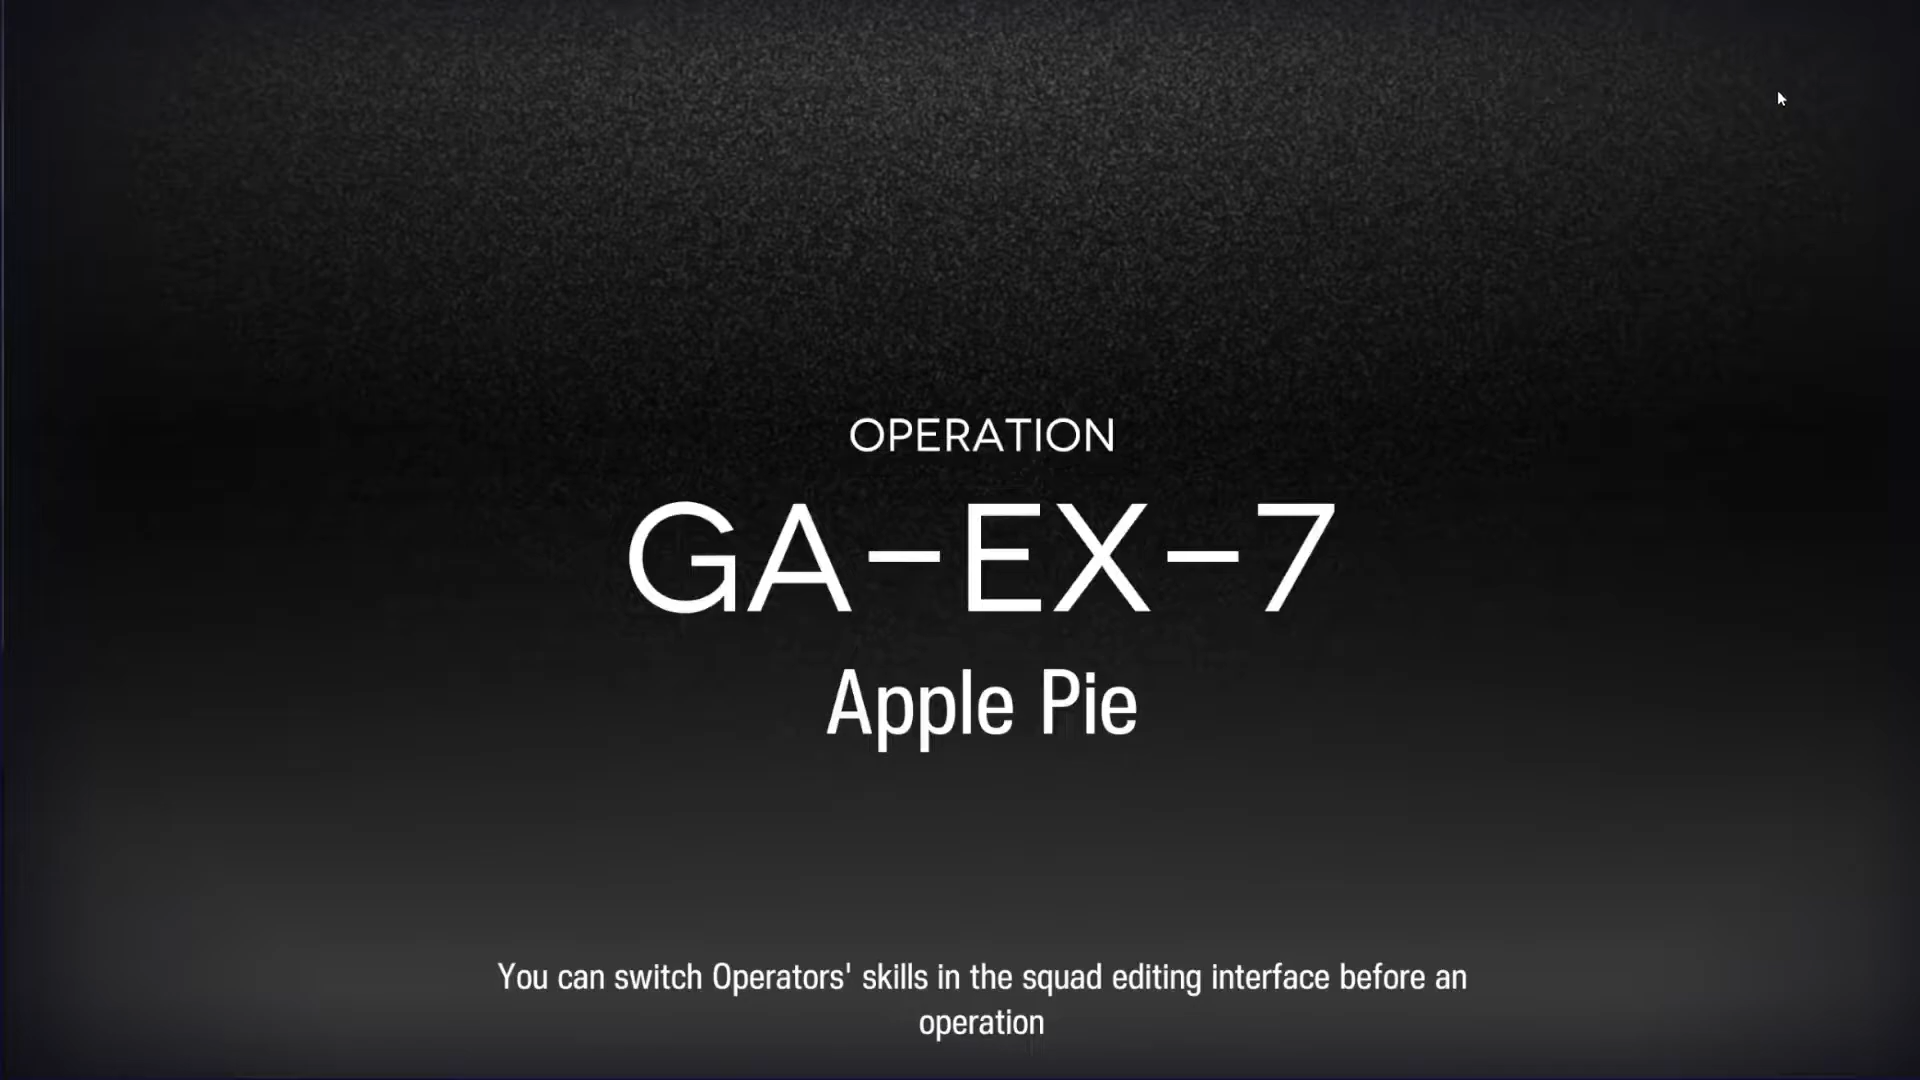 OPERATION
GA-EX-7
Apple Pie
You can switch Operators' skills in the squad editing interface before an
operation